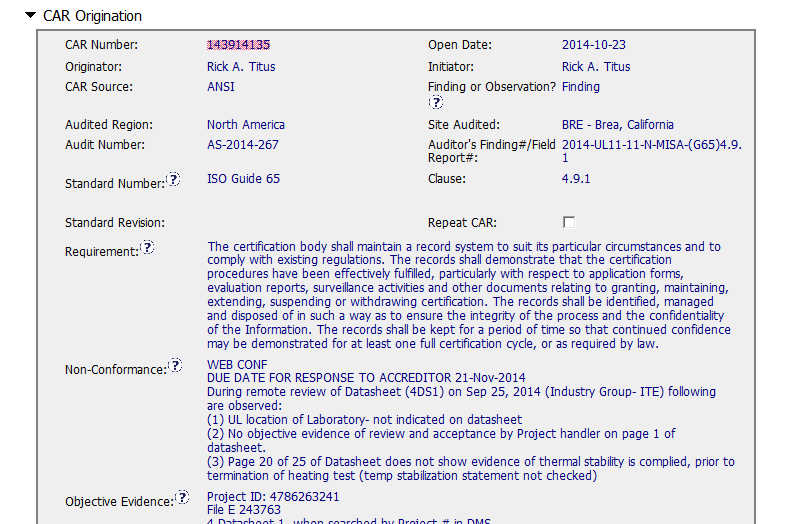 CAR Origination
CAR Number: 143914135 Open Date: 2014-10-23
Originator: Rick A. Titus Initiator: Rick A. Titus
CAR Source: ANSI Finding or Observation? Finding
?
Audited Region: North America Site Audited: BRE - Brea, California
Audit Number: AS-2014-267 Auditor's Finding#/Field 2014-UL11-11-N-MISA-(G65)4.9.
Report#: 1
Standard Number: ? ISO Guide 65 Clause: 4.9.1
Standard Revision: Repeat CAR:
Requirement: ? The certification body shall maintain a record system to suit its particular circumstances and to
comply with existing regulations. The records shall demonstrate that the certification
procedures have been effectively fulfilled, particularly with respect to application forms,
evaluation reports, surveillance activities and other documents relating to granting, maintaining,
extending, suspending or withdrawing certification. The records shall be identified, managed
and disposed of in such a way as to ensure the integrity of the process and the confidentiality
of the Information. The records shall be kept for a period of time so that continued confidence
may be demonstrated for at least one full certification cycle, or as required by law.
Non-Conformance: ? WEB CONF
DUE DATE FOR RESPONSE TO ACCREDITOR 21-Nov-2014
During remote review of Datasheet (4DS1) on Sep 25, 2014 (Industry Group- ITE) following
are observed:
(1) UL location of Laboratory- not indicated on datasheet
(2) No objective evidence of review and acceptance by Project handler on page 1 of
datasheet.
(3) Page 20 of 25 of Datasheet does not show evidence of thermal stability is complied, prior to
termination of heating test (temp stabilization statement not checked)
Objective Evidence: ? Project ID: 4786263241
File E 243763
4 Datasheet 1, when searched by Project # in DMS